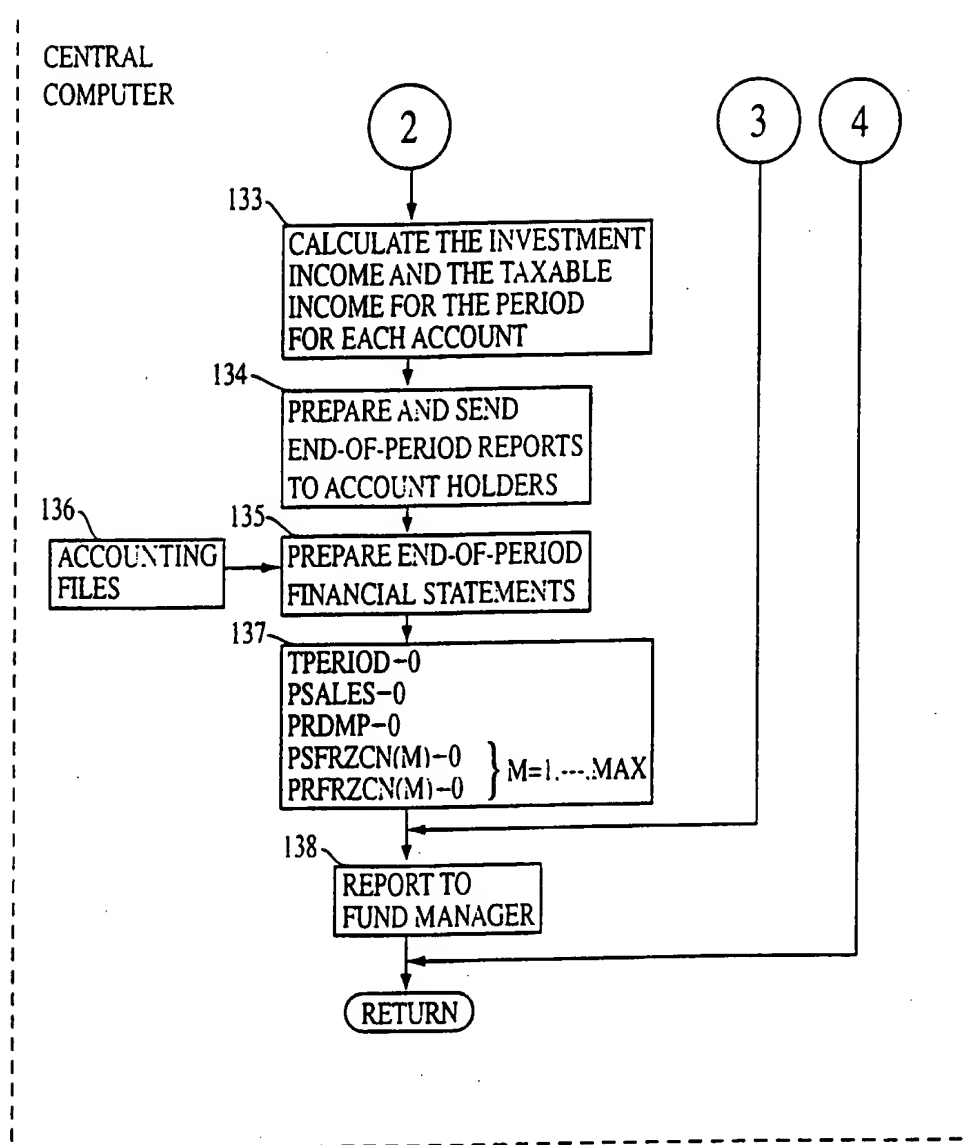 CENTRAL
COMPUTER
2
3
4
133
CALCULATE THE INVESTMENT
INCOME AND THE TAXABLE
INCOME FOR THE PERIOD
FOR EACH ACCOUNT
134
PREPARE AND SEND
END-OF-PERIOD REPORTS
TO ACCOUNT HOLDERS
136
ACCOUNTING
FILES
135
PREPARE END-OF-PERIOD
FINANCIAL STATEMENTS
137
TPERIOD-0
PSALES-0
PRDMP-0
PSFRZCN(M)-0
PRFRZCN(M)-0
} M=1.---.MAX
138
REPORT TO
FUND MANAGER
RETURN